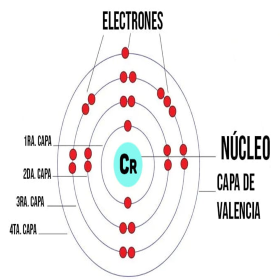 ELECTRONES
1RA. CAPA
2DA. CAPA
3RA. CAPA
4TA. CAPA
CR
NÚCLEO
CAPA DE
VALENCIA